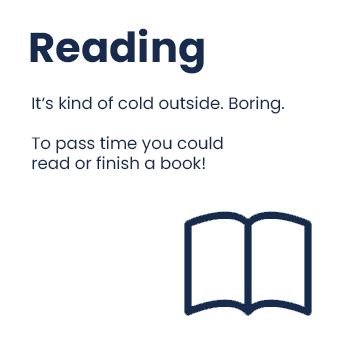 Reading
It’s kind of cold outside. Boring.
To pass time you could
read or finish a book!